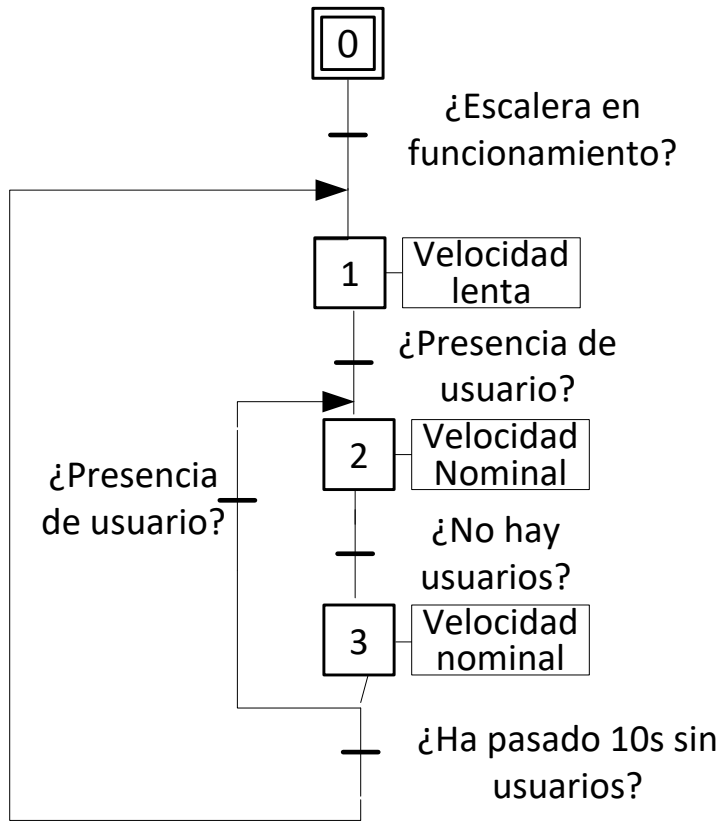 0
¿Escalera en
funcionamiento?
1
Velocidad
lenta
¿Presencia de
usuario?
2
Velocidad
Nominal
¿Presencia
de usuario?
¿No hay
usuarios?
3
Velocidad
nominal
¿Ha pasado 10s sin
usuarios?